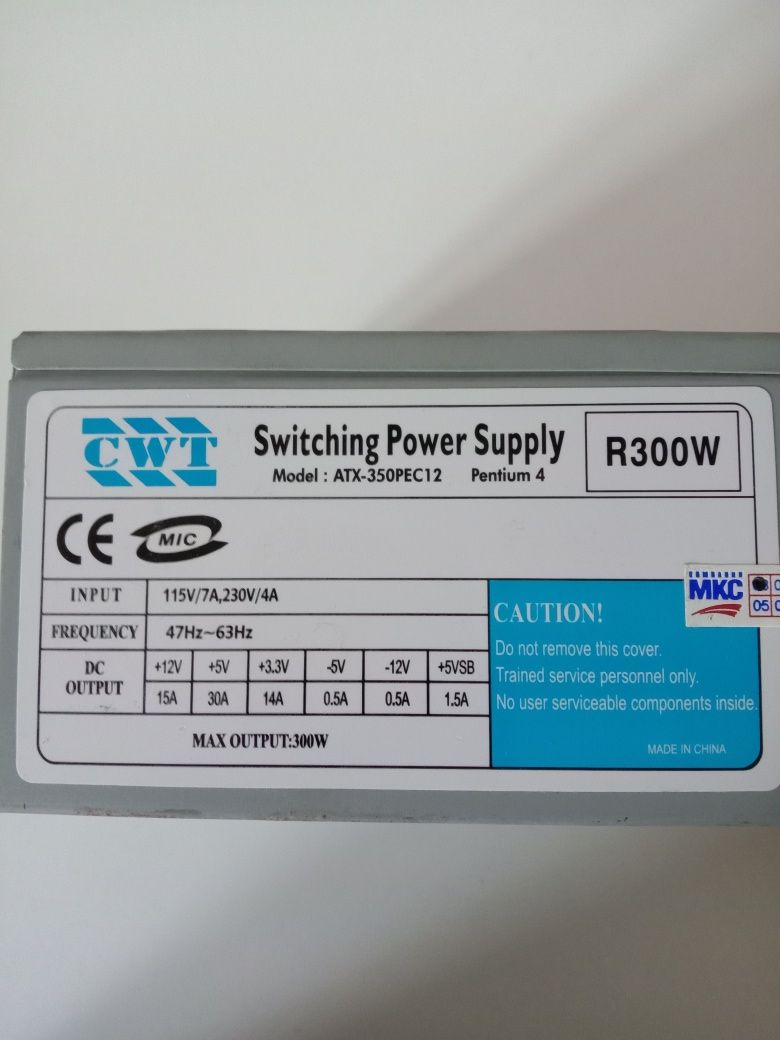 CWT
Switching Power Supply
Model : ATX-350PEC12 Pentium 4
R300W
CE MIC
INPUT 115V/7A,230V/4A
FREQUENCY 47Hz~63Hz
DC OUTPUT +12V +5V +3.3V -5V -12V +5VSB
15A 30A 14A 0.5A 0.5A 1.5A
MAX OUTPUT:300W
CAUTION!
Do not remove this cover.
Trained service personnel only.
No user serviceable components inside.
MADE IN CHINA
MKC
05